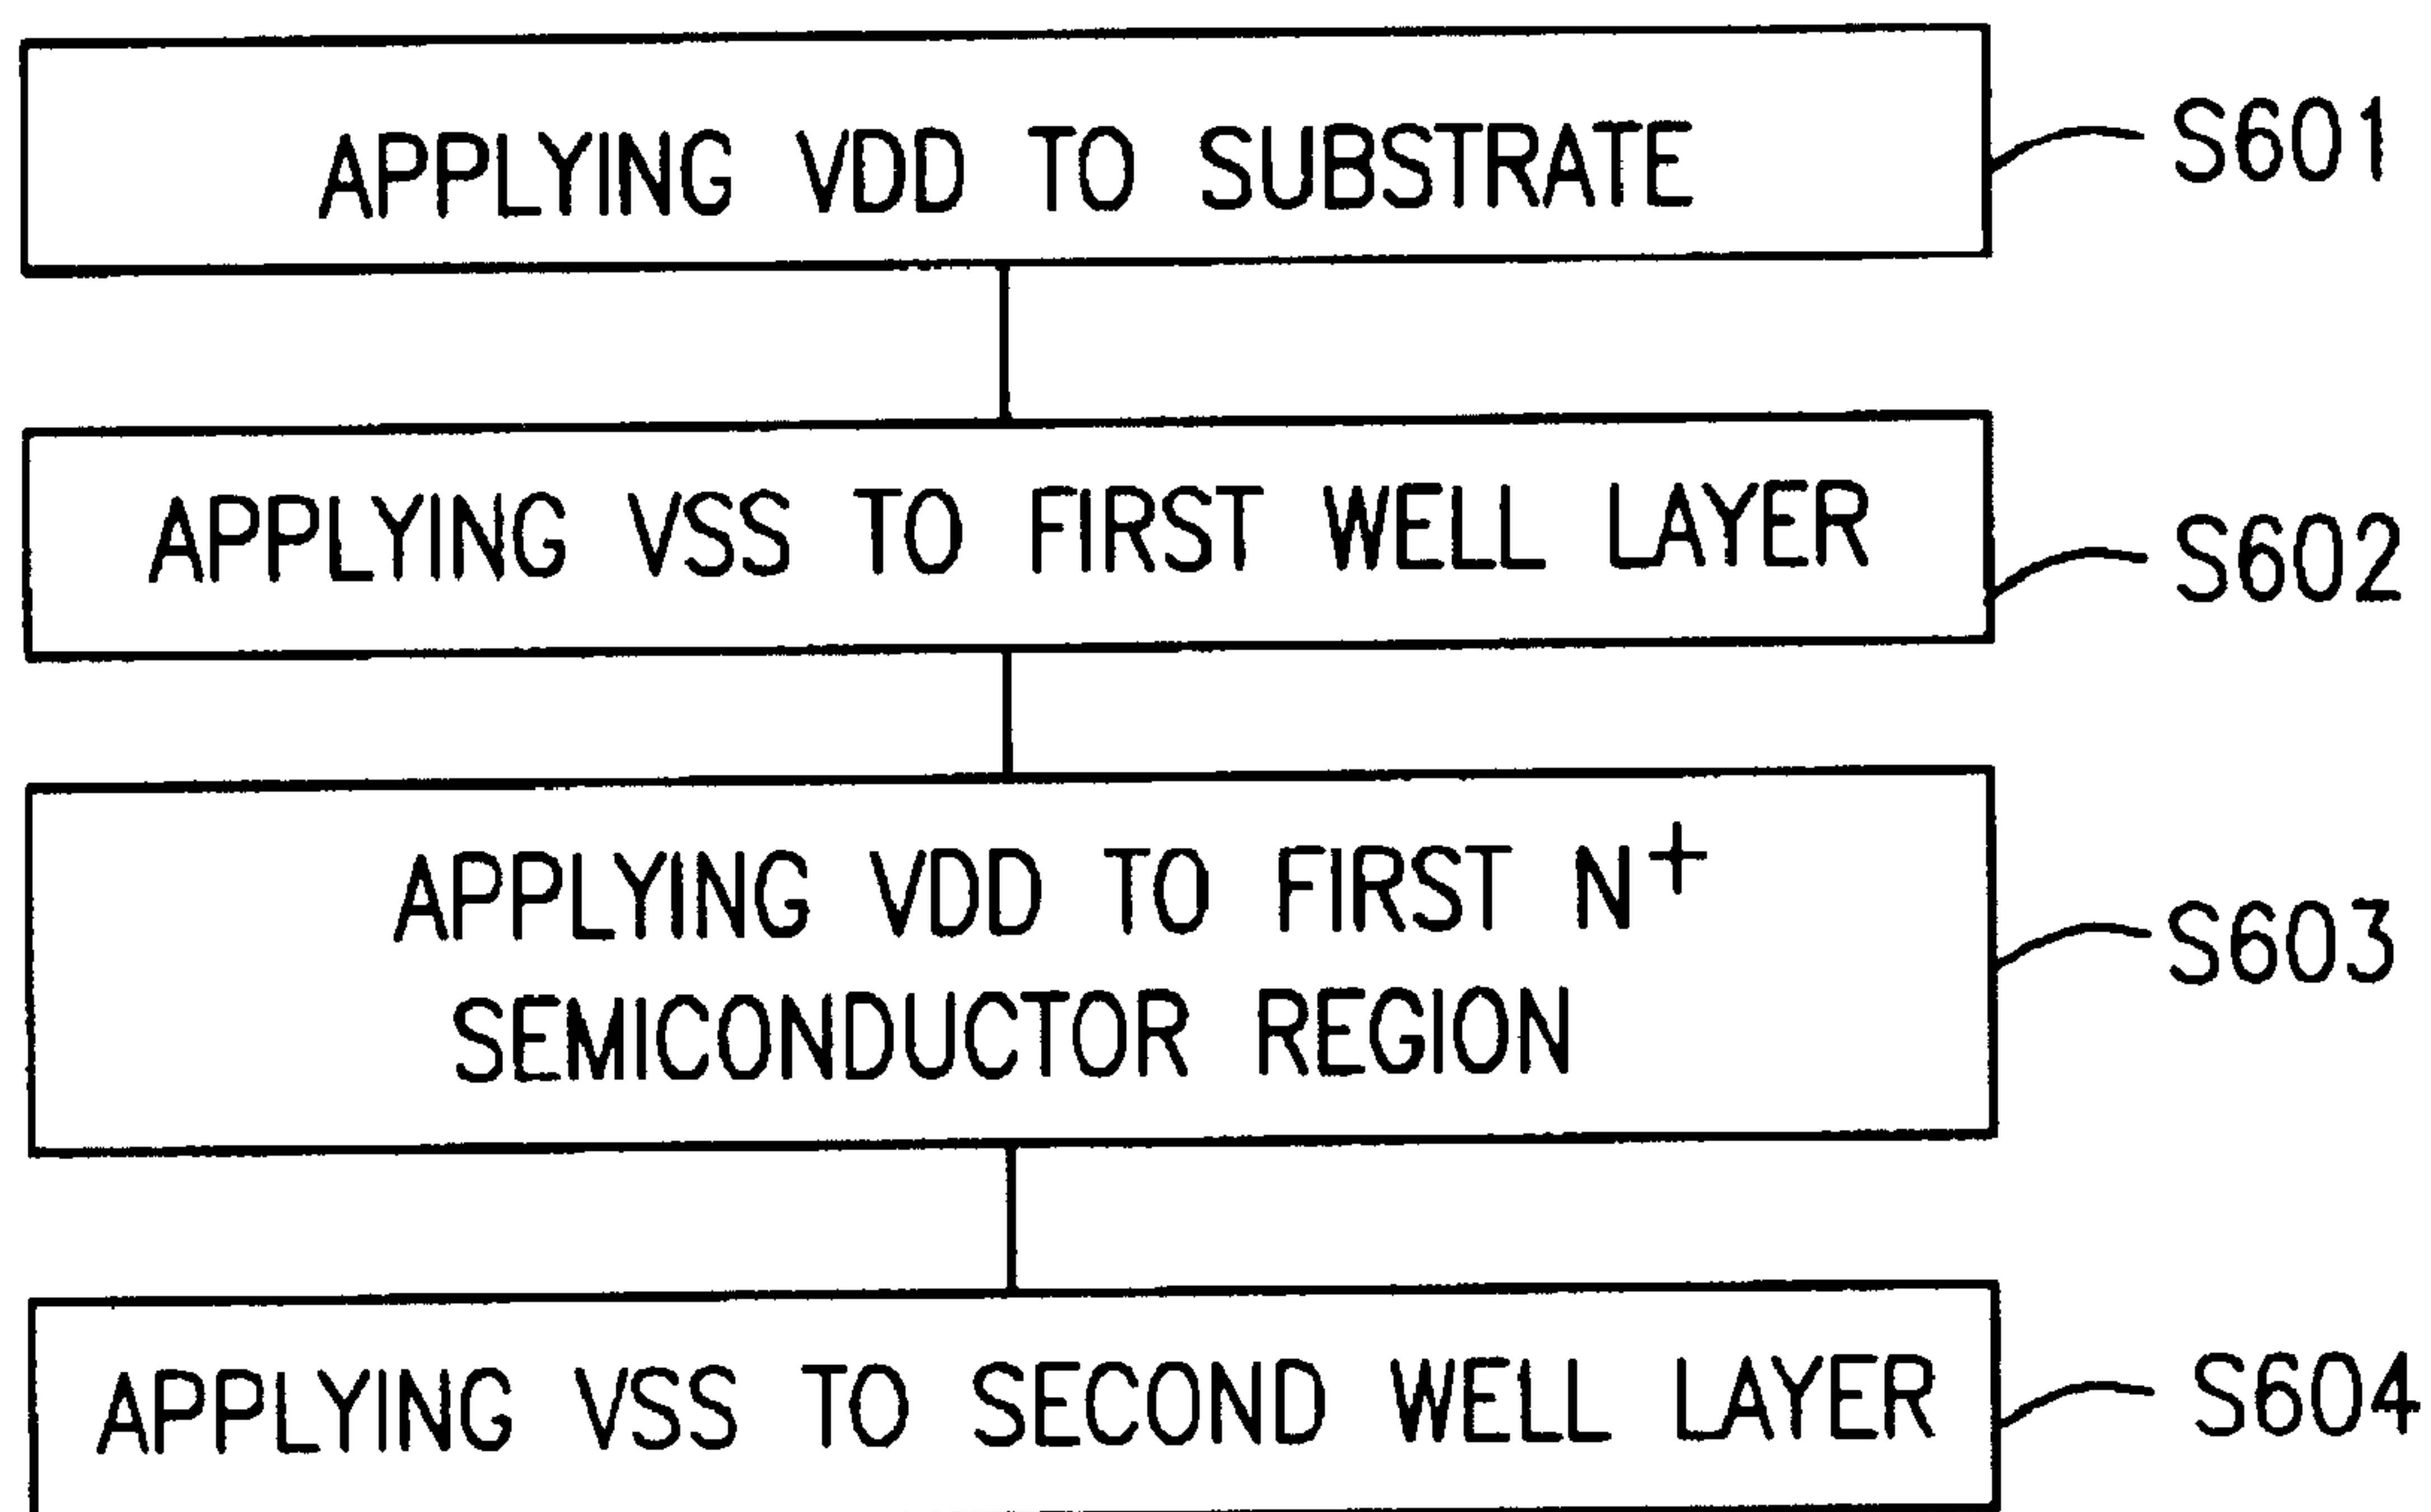 APPLYING VDD TO SUBSTRATE
S601
APPLYING VSS TO FIRST WELL LAYER
S602
APPLYING VDD TO FIRST N+
SEMICONDUCTOR REGION
S603
APPLYING VSS TO SECOND WELL LAYER
S604